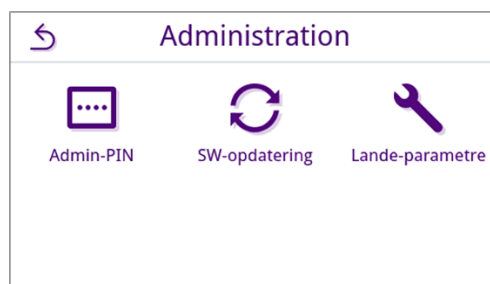 Administration
Admin-PIN
SW-opdatering
Lande-parametre